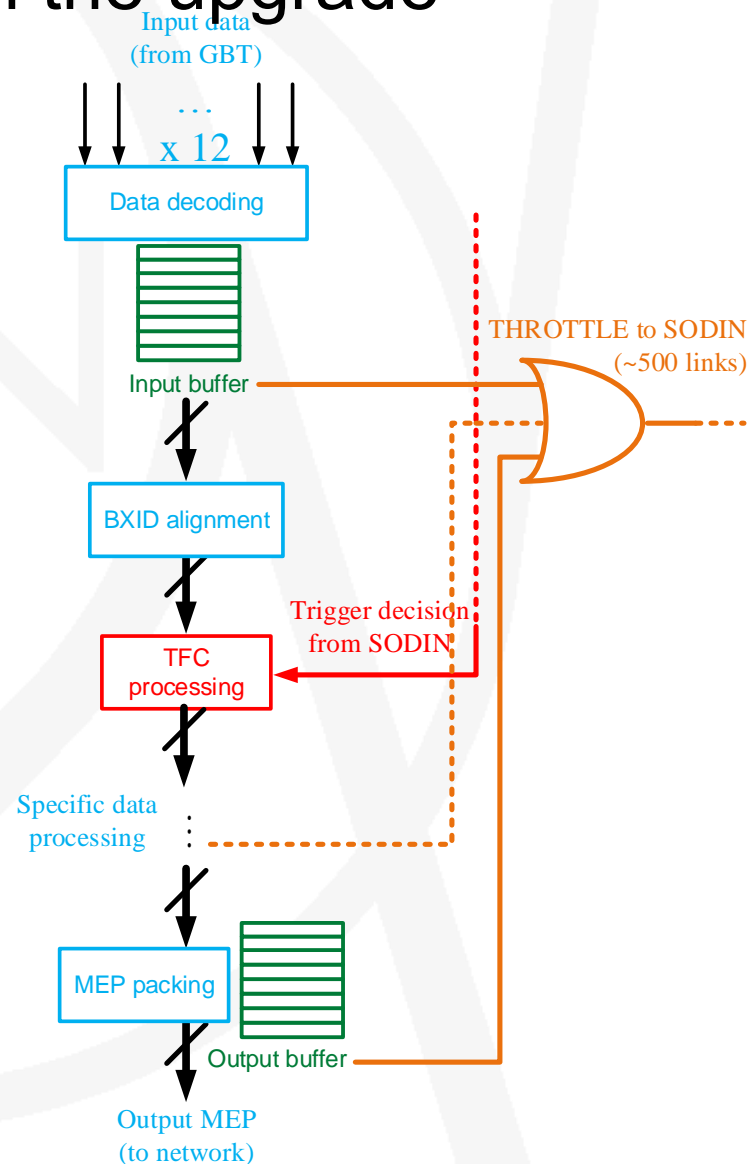 the upgrade
Input data
(from GBT)
...
x 12
Data decoding
THROTTLE to SODIN
(~500 links)
Input buffer
BXID alignment
Trigger decision
from SODIN
TFC
processing
Specific data
processing
MEP packing
Output buffer
Output MEP
(to network)